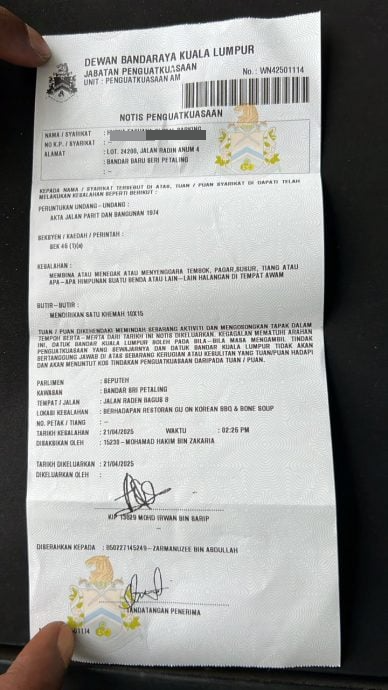 DEWAN BANDARAYA KUALA LUMPUR
JABATAN PENGUATKUASAAN
UNIT : PENGUATKUASAAN AM
No. : WN42501114
NOTIS PENGUATKUASAAN
NAMA / SYARIKAT :
NO K.P. / SYARIKAT : –
ALAMAT : LOT. 24200, JALAN RADIN ANUM 4
BANDAR BARU SERI PETALING
KEPADA NAMA / SYARIKAT TERSEBUT DI ATAS, TUAN / PUAN SYARIKAT DI DAPATI TELAH
MELAKUKAN KESALAHAN SEPERTI BERIKUT :
PERUNTUKAN UNDANG - UNDANG :
AKTA JALAN PARIT DAN BANGUNAN 1974
SEKSYEN / KAEDAH / PERINTAH :
SEK 46 (1)(a)
KESALAHAN :
MEMBINA ATAU MENEGAK ATAU MENYENGGARA TEMBOK, PAGAR,SUSUR, TIANG ATAU
APA-APA HIMPUNAN SUATU BENDA ATAU LAIN-LAIN HALANGAN DI TEMPAT AWAM
BUTIR-BUTIR :
MENDIRIKAN SATU KHEMAH 10X15
TUAN / PUAN DIKEHENDAKI MEMINDAH SEBARANG AKTIVITI DAN MENGOSONGKAN TAPAK DALAM
TEMPOH SERTA - MERTA DARI TARIKH INI NOTIS DIKELUARKAN. KEGAGALAN MEMATUHI ARAHAN
INI, DATUK BANDAR KUALA LUMPUR BOLEH PADA BILA-BILA MASA MENGAMBIL TINDAKAN
PENGUATKUASAAN YANG SEWAJARNYA DAN DATUK BANDAR KUALA LUMPUR TIDAK AKAN
BERTANGGUNG JAWAB DI ATAS SEBARANG KERUGIAN ATAU KESULITAN YG TUAN/PUAN HADAPI
DAN AKAN MENUNTUT KOS TINDAKAN PENGUATKUASAAN DARIPADA TUAN / PUAN.
PARLIMEN : SEPUTEH
KAWASAN : BANDAR SRI PETALING
TEMPAT / JALAN : JALAN RADEN BAGUS 8
LOKASI KESALAHAN : BERHADAPAN RESTORAN GU ON KOREAN BBQ & BONE SOUP
NO. PETAK / TIANG : –
TARIKH KESALAHAN : 21/04/2025 WAKTU : 02:26 PM
DISAKSIKAN OLEH : 15230 - MOHAMAD HAKIM BIN ZAKARIA
TARIKH DIKELUARKAN : 21/04/2025
DIKELUARKAN OLEH :
KIP 13829 MOHD IRWAN BIN SARIP
DISERAHKAN KEPADA : 850227145249 - ZARMANUZEE BIN ABDULLAH
TANDATANGAN PENERIMA